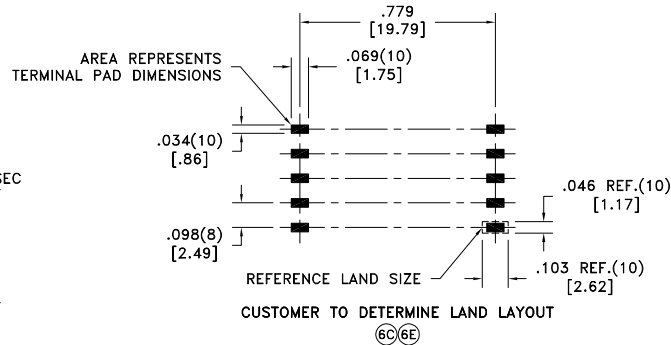 .779
[19.79]
AREA REPRESENTS
TERMINAL PAD DIMENSIONS
.069(10)
[1.75]
.034(10)
[.86]
SEC
.046 REF.(10)
[1.17]
.098(8)
[2.49]
REFERENCE LAND SIZE
.103 REF.(10)
[2.62]
CUSTOMER TO DETERMINE LAND LAYOUT
6C 6E